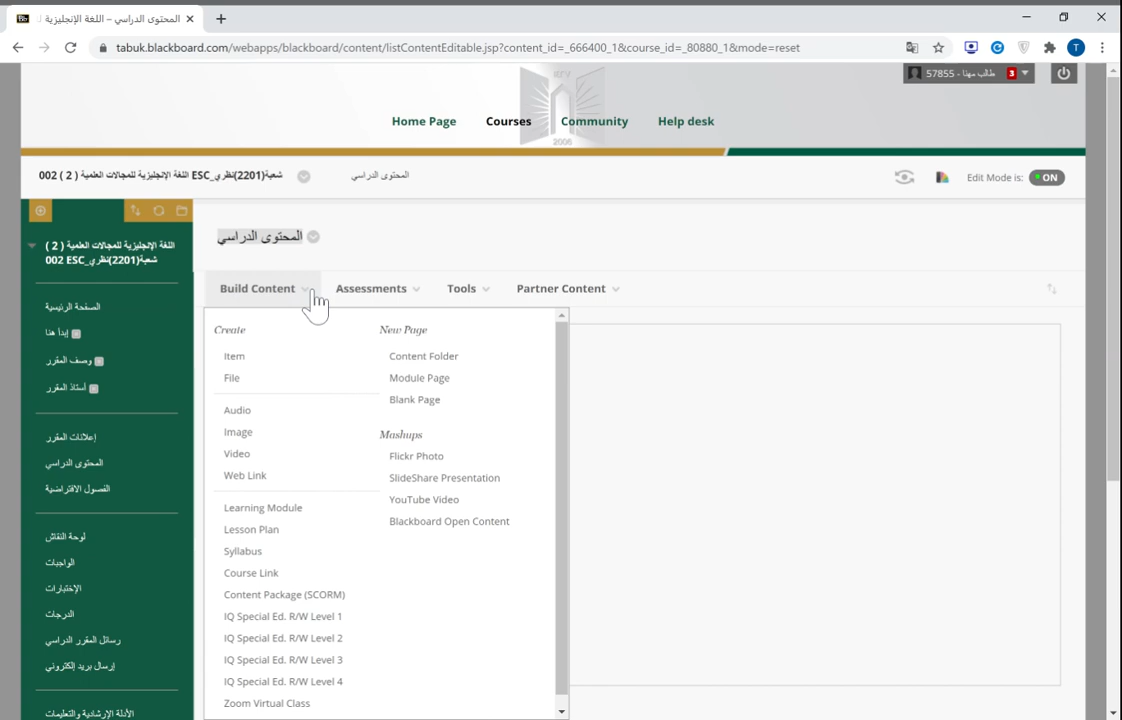 المحتوى الدراسي – اللغة الإنجليزية لـ
tabuk.blackboard.com/webapps/blackboard/content/listContentEditable.jsp?content_id=_666400_1&course_id=_80880_1&mode=reset
T
طالب مهنا - 57855
3
2006
Home Page
Courses
Community
Help desk
اللغة الإنجليزية للمجالات العلمية ( 2 ) 002 ESC_شعبة(2201)نظري
المحتوى الدراسي
Edit Mode is:
ON
اللغة الإنجليزية للمجالات العلمية ( 2 )
002 ESC_شعبة(2201)نظري
الصفحة الرئيسية
إبدأ هنا
وصف المقرر
أستاذ المقرر
إعلانات المقرر
المحتوى الدراسي
الفصول الافتراضية
لوحة النقاش
الواجبات
الإختبارات
الدرجات
رسائل المقرر الدراسي
إرسال بريد إلكتروني
الأدلة الإرشادية والتعليمات
المحتوى الدراسي
Build Content
Assessments
Tools
Partner Content
Create
Item
File
Audio
Image
Video
Web Link
Learning Module
Lesson Plan
Syllabus
Course Link
Content Package (SCORM)
IQ Special Ed. R/W Level 1
IQ Special Ed. R/W Level 2
IQ Special Ed. R/W Level 3
IQ Special Ed. R/W Level 4
Zoom Virtual Class
New Page
Content Folder
Module Page
Blank Page
Mashups
Flickr Photo
SlideShare Presentation
YouTube Video
Blackboard Open Content